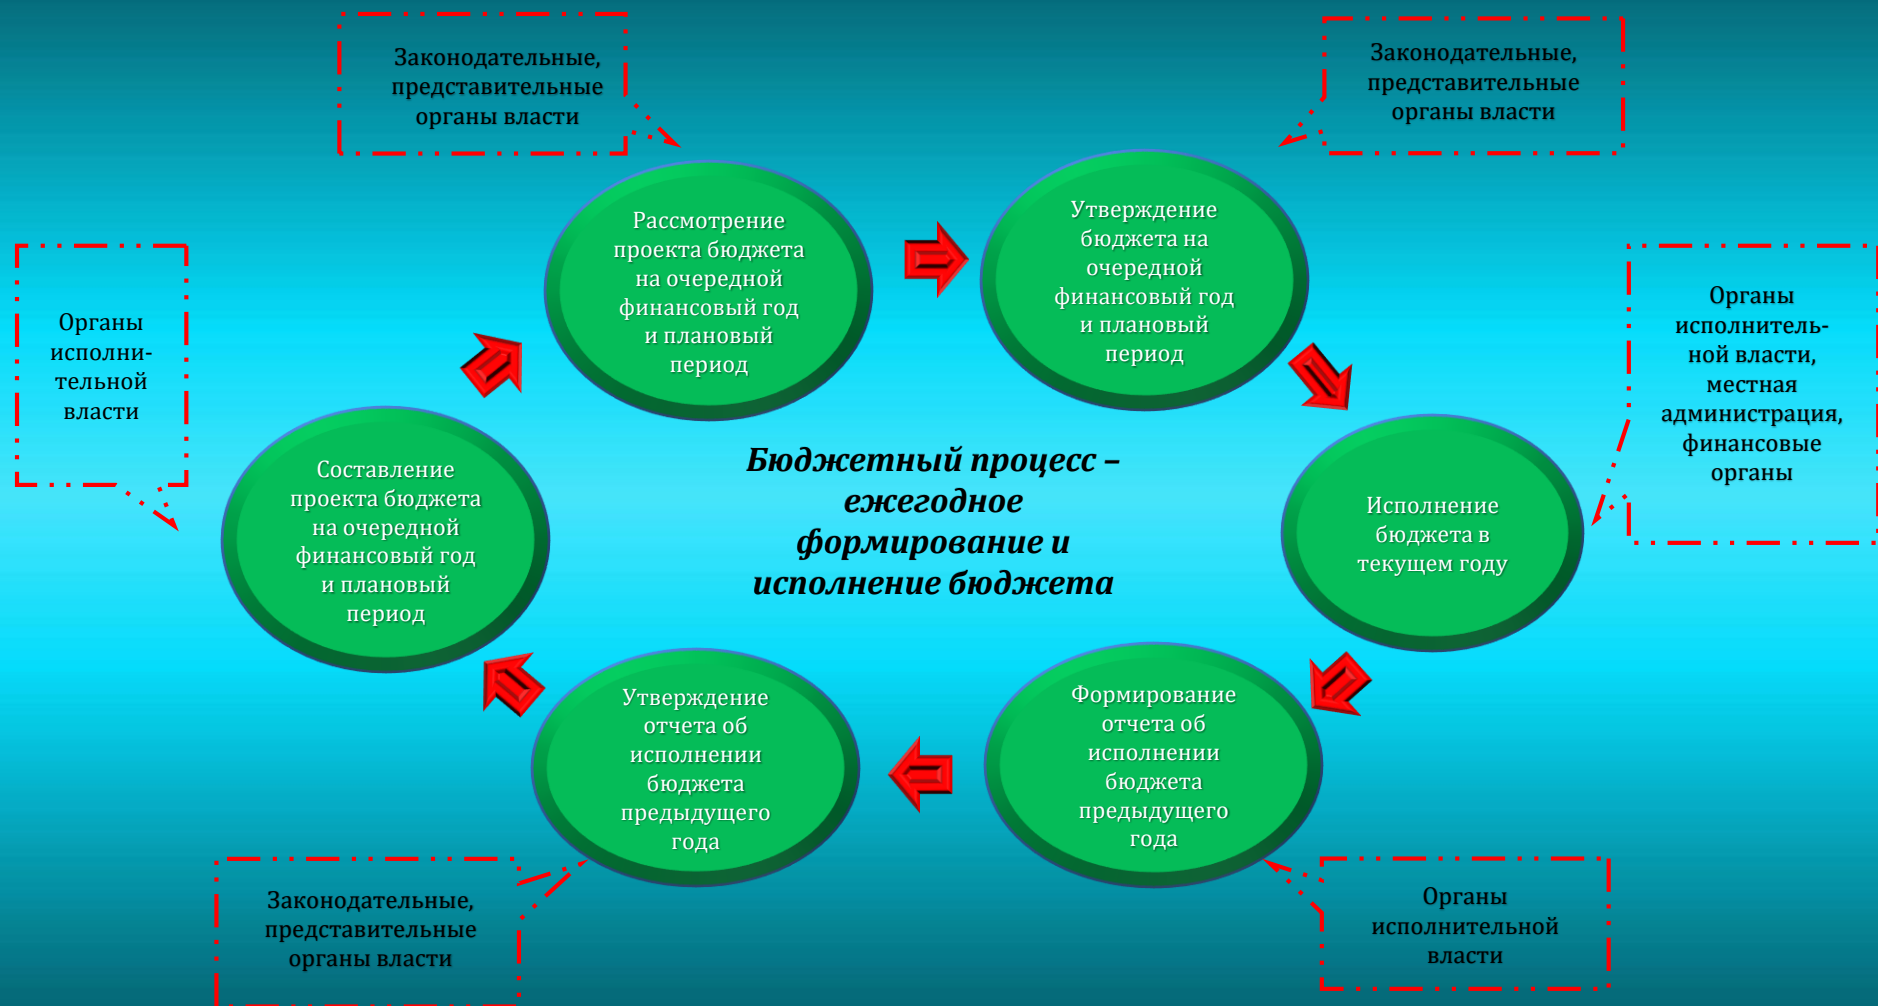 Законодательные,
представительные
органы власти
Законодательные,
представительные
органы власти
Рассмотрение
проекта бюджета
на очередной
финансовый год
и плановый
период
Утверждение
бюджета на
очередной
финансовый год
и плановый
период
Органы
исполни-
тельной
власти
Органы
исполнитель-
ной власти,
местная
администрация,
финансовые
органы
Составление
проекта бюджета
на очередной
финансовый год
и плановый
период
Бюджетный процесс –
ежегодное
формирование и
исполнение бюджета
Исполнение
бюджета в
текущем году
Утверждение
отчета об
исполнении
бюджета
предыдущего
года
Формирование
отчета об
исполнении
бюджета
предыдущего
года
Законодательные,
представительные
органы власти
Органы
исполнительной
власти